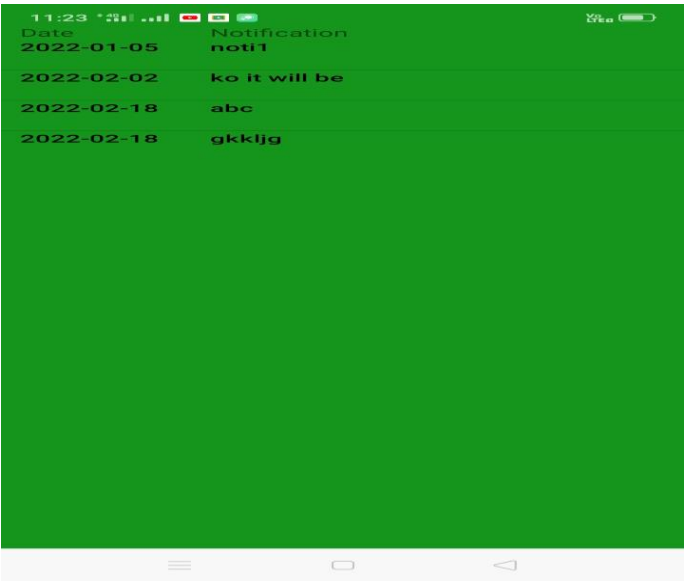 11:23
Date Notification
2022-01-05 noti1
2022-02-02 ko it will be
2022-02-18 abc
2022-02-18 gkkljg